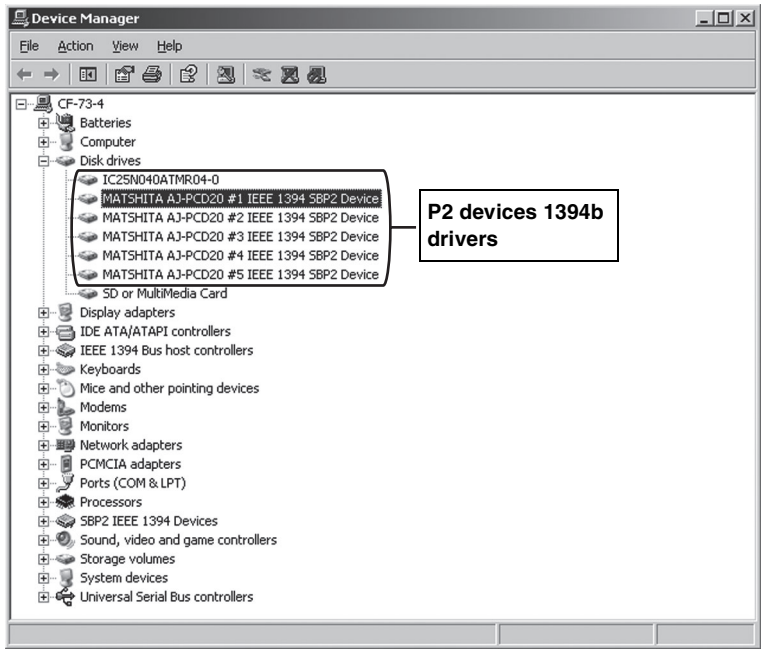 Device Manager
File Action View Help
CF-73-4
Batteries
Computer
Disk drives
IC25N040ATMR04-0
MATSHITA AJ-PCD20 #1 IEEE 1394 SBP2 Device
MATSHITA AJ-PCD20 #2 IEEE 1394 SBP2 Device
MATSHITA AJ-PCD20 #3 IEEE 1394 SBP2 Device
MATSHITA AJ-PCD20 #4 IEEE 1394 SBP2 Device
MATSHITA AJ-PCD20 #5 IEEE 1394 SBP2 Device
SD or MultiMedia Card
Display adapters
IDE ATA/ATAPI controllers
IEEE 1394 Bus host controllers
Keyboards
Mice and other pointing devices
Modems
Monitors
Network adapters
PCMCIA adapters
Ports (COM & LPT)
Processors
SBP2 IEEE 1394 Devices
Sound, video and game controllers
Storage volumes
System devices
Universal Serial Bus controllers
P2 devices 1394b
drivers